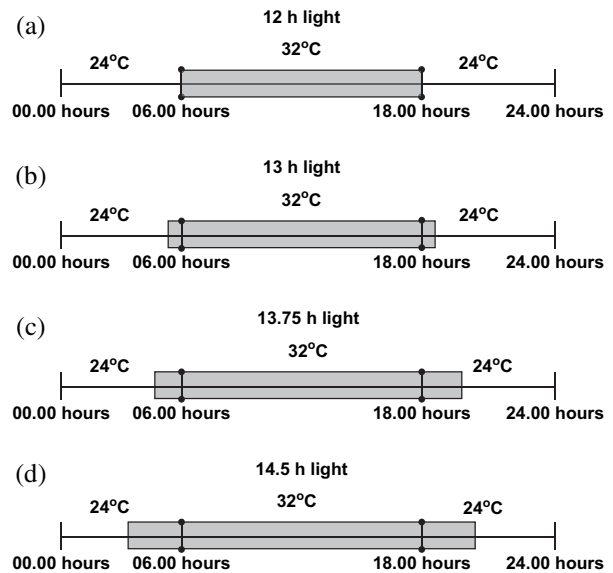 (a)
12 h light
24°C 32°C 24°C
00.00 hours 06.00 hours 18.00 hours 24.00 hours
(b)
13 h light
24°C 32°C 24°C
00.00 hours 06.00 hours 18.00 hours 24.00 hours
(c)
13.75 h light
24°C 32°C 24°C
00.00 hours 06.00 hours 18.00 hours 24.00 hours
(d)
14.5 h light
24°C 32°C 24°C
00.00 hours 06.00 hours 18.00 hours 24.00 hours